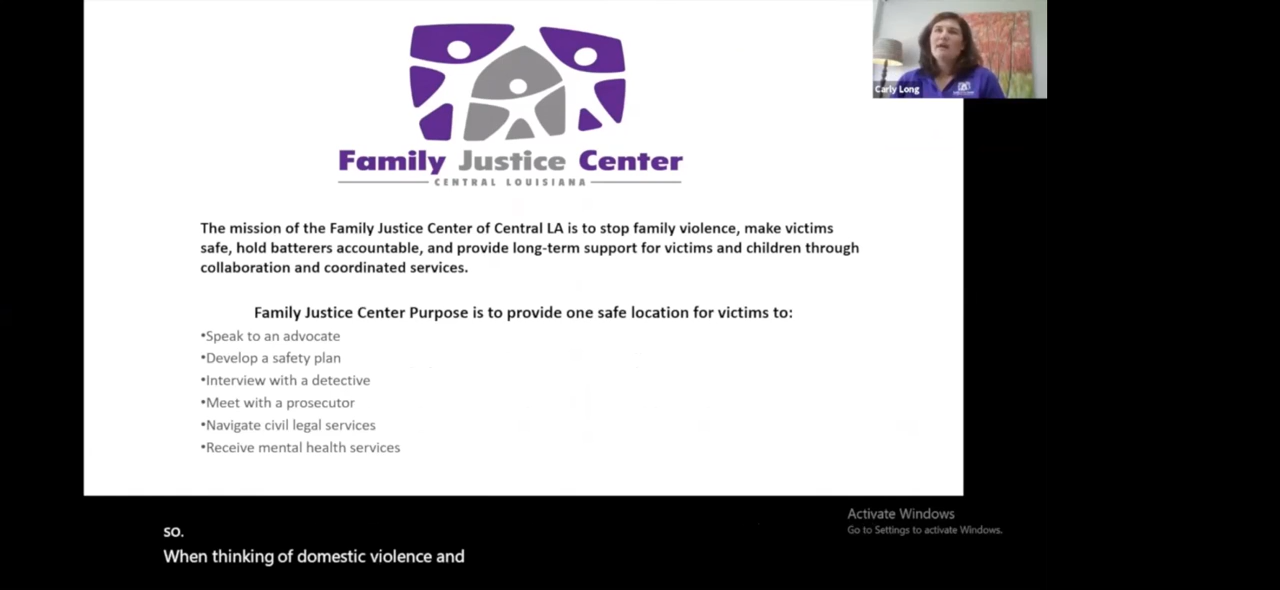 Carly Long
Family Justice Center
CENTRAL LOUISIANA
The mission of the Family Justice Center of Central LA is to stop family violence, make victims
safe, hold batterers accountable, and provide long-term support for victims and children through
collaboration and coordinated services.
Family Justice Center Purpose is to provide one safe location for victims to:
•Speak to an advocate
•Develop a safety plan
•Interview with a detective
•Meet with a prosecutor
•Navigate civil legal services
•Receive mental health services
so.
When thinking of domestic violence and
Activate Windows
Go to Settings to activate Windows.